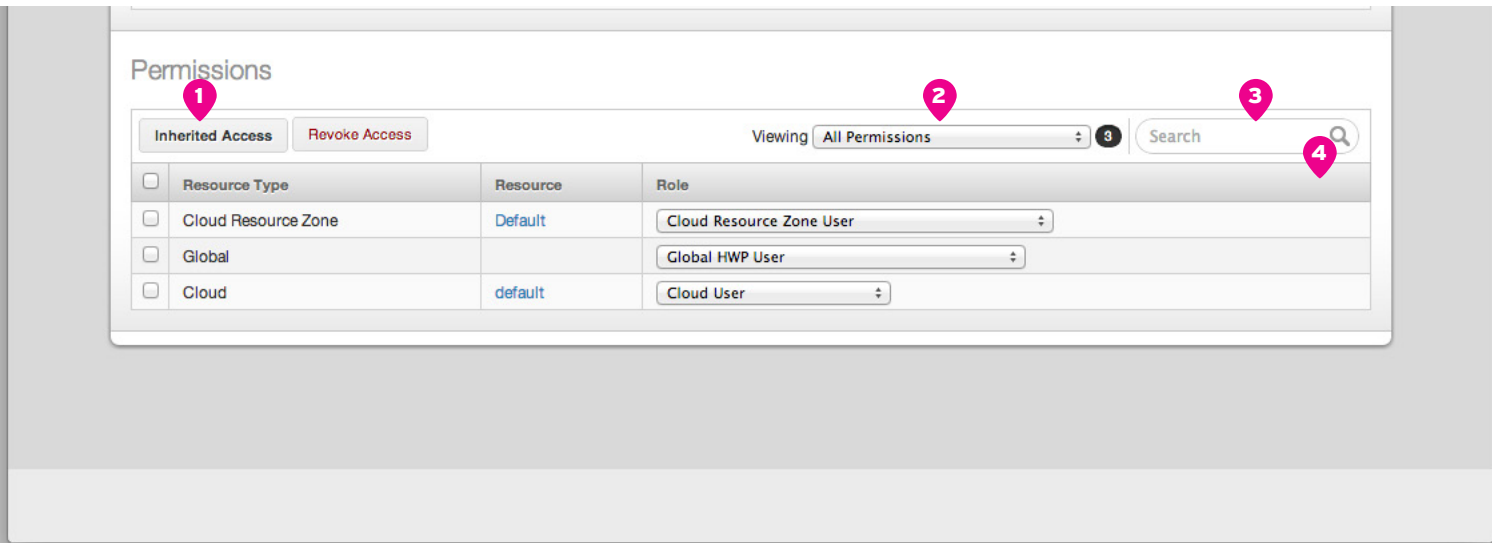 Permissions
1 2 3
Inherited Access Revoke Access Viewing All Permissions 3 Search
4
Resource Type Resource Role
Cloud Resource Zone Default Cloud Resource Zone User
Global Global HWP User
Cloud default Cloud User